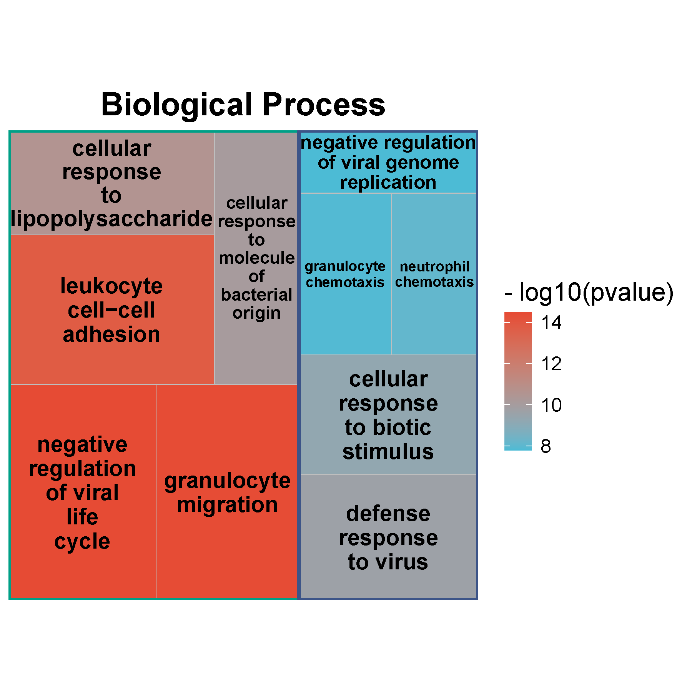 Biological Process
cellular
response
to
lipopolysaccharide
cellular
response
to
molecule
of
bacterial
origin
leukocyte
cell−cell
adhesion
negative
regulation
of viral
life
cycle
granulocyte
migration
negative regulation
of viral genome
replication
granulocyte
chemotaxis
neutrophil
chemotaxis
cellular
response
to biotic
stimulus
defense
response
to virus
- log10(pvalue)
14
12
10
8